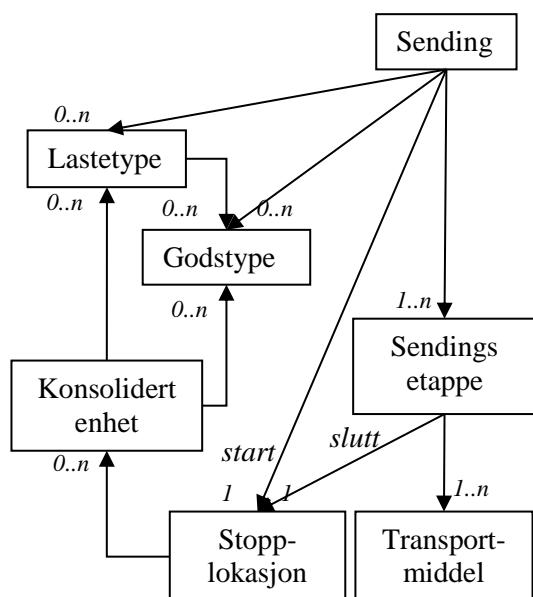 Sending
0..n
Lastetype
0..n
0..n
0..n
Godstype
0..n
1..n
Sendings
etappe
Konsolidert
enhet
slutt
start
0..n
1
1
1..n
Stopp-
lokasjon
Transport-
middel